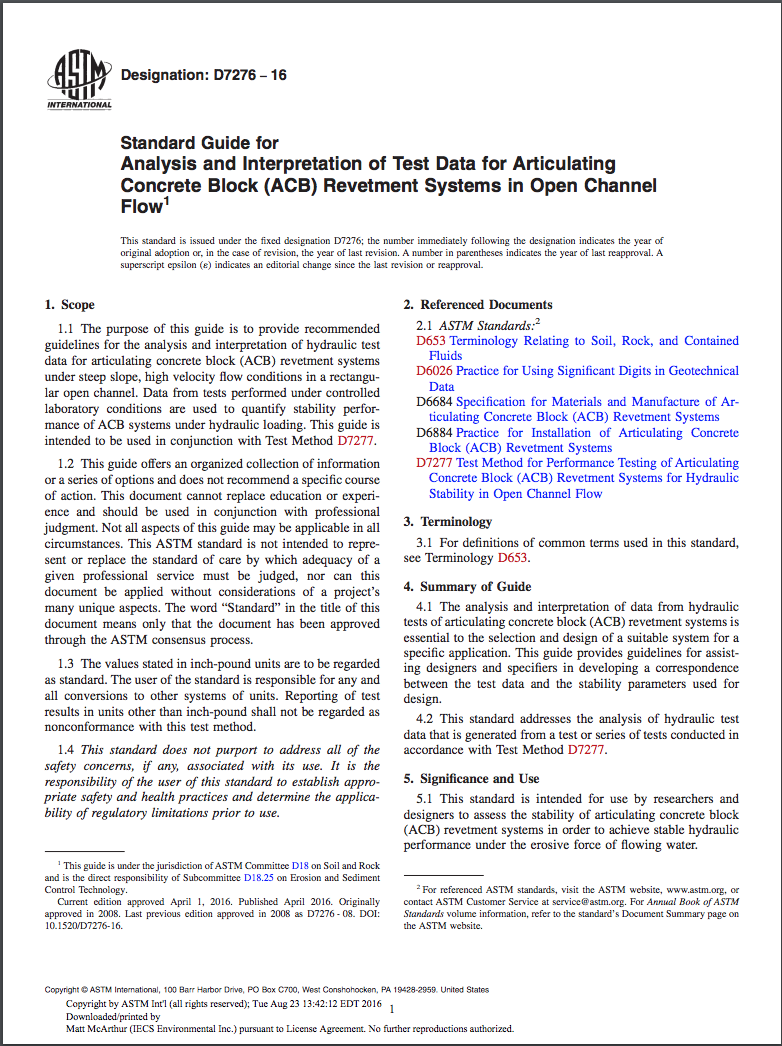 ASTM
INTERNATIONAL
Designation: D7276 – 16
Standard Guide for
Analysis and Interpretation of Test Data for Articulating
Concrete Block (ACB) Revetment Systems in Open Channel
Flow1
This standard is issued under the fixed designation D7276; the number immediately following the designation indicates the year of
original adoption or, in the case of revision, the year of last revision. A number in parentheses indicates the year of last reapproval. A
superscript epsilon (ε) indicates an editorial change since the last revision or reapproval.
1. Scope
1.1 The purpose of this guide is to provide recommended
guidelines for the analysis and interpretation of hydraulic test
data for articulating concrete block (ACB) revetment systems
under steep slope, high velocity flow conditions in a rectangu-
lar open channel. Data from tests performed under controlled
laboratory conditions are used to quantify stability perfor-
mance of ACB systems under hydraulic loading. This guide is
intended to be used in conjunction with Test Method D7277.
1.2 This guide offers an organized collection of information
or a series of options and does not recommend a specific course
of action. This document cannot replace education or experi-
ence and should be used in conjunction with professional
judgment. Not all aspects of this guide may be applicable in all
circumstances. This ASTM standard is not intended to repre-
sent or replace the standard of care by which adequacy of a
given professional service must be judged, nor can this
document be applied without considerations of a project's
many unique aspects. The word “Standard” in the title of this
document means only that the document has been approved
through the ASTM consensus process.
1.3 The values stated in inch-pound units are to be regarded
as standard. The user of the standard is responsible for any and
all conversions to other systems of units. Reporting of test
results in units other than inch-pound shall not be regarded as
nonconformance with this test method.
1.4 This standard does not purport to address all of the
safety concerns, if any, associated with its use. It is the
responsibility of the user of this standard to establish appro-
priate safety and health practices and determine the applica-
bility of regulatory limitations prior to use.
1 This guide is under the jurisdiction of ASTM Committee D18 on Soil and Rock
and is the direct responsibility of Subcommittee D18.25 on Erosion and Sediment
Control Technology.
Current edition approved April 1, 2016. Published April 2016. Originally
approved in 2008. Last previous edition approved in 2008 as D7276 - 08. DOI:
10.1520/D7276-16.
2. Referenced Documents
2.1 ASTM Standards:2
D653 Terminology Relating to Soil, Rock, and Contained
Fluids
D6026 Practice for Using Significant Digits in Geotechnical
Data
D6684 Specification for Materials and Manufacture of Ar-
ticulating Concrete Block (ACB) Revetment Systems
D6884 Practice for Installation of Articulating Concrete
Block (ACB) Revetment Systems
D7277 Test Method for Performance Testing of Articulating
Concrete Block (ACB) Revetment Systems for Hydraulic
Stability in Open Channel Flow
3. Terminology
3.1 For definitions of common terms used in this standard,
see Terminology D653.
4. Summary of Guide
4.1 The analysis and interpretation of data from hydraulic
tests of articulating concrete block (ACB) revetment systems is
essential to the selection and design of a suitable system for a
specific application. This guide provides guidelines for assist-
ing designers and specifiers in developing a correspondence
between the test data and the stability parameters used for
design.
4.2 This standard addresses the analysis of hydraulic test
data that is generated from a test or series of tests conducted in
accordance with Test Method D7277.
5. Significance and Use
5.1 This standard is intended for use by researchers and
designers to assess the stability of articulating concrete block
(ACB) revetment systems in order to achieve stable hydraulic
performance under the erosive force of flowing water.
2 For referenced ASTM standards, visit the ASTM website, www.astm.org, or
contact ASTM Customer Service at service@astm.org. For Annual Book of ASTM
Standards volume information, refer to the standard's Document Summary page on
the ASTM website.
Copyright © ASTM International, 100 Barr Harbor Drive, PO Box C700, West Conshohocken, PA 19428-2959. United States
Copyright by ASTM Int'l (all rights reserved); Tue Aug 23 13:42:12 EDT 2016
1
Downloaded/printed by
Matt McArthur (IECS Environmental Inc.) pursuant to License Agreement. No further reproductions authorized.